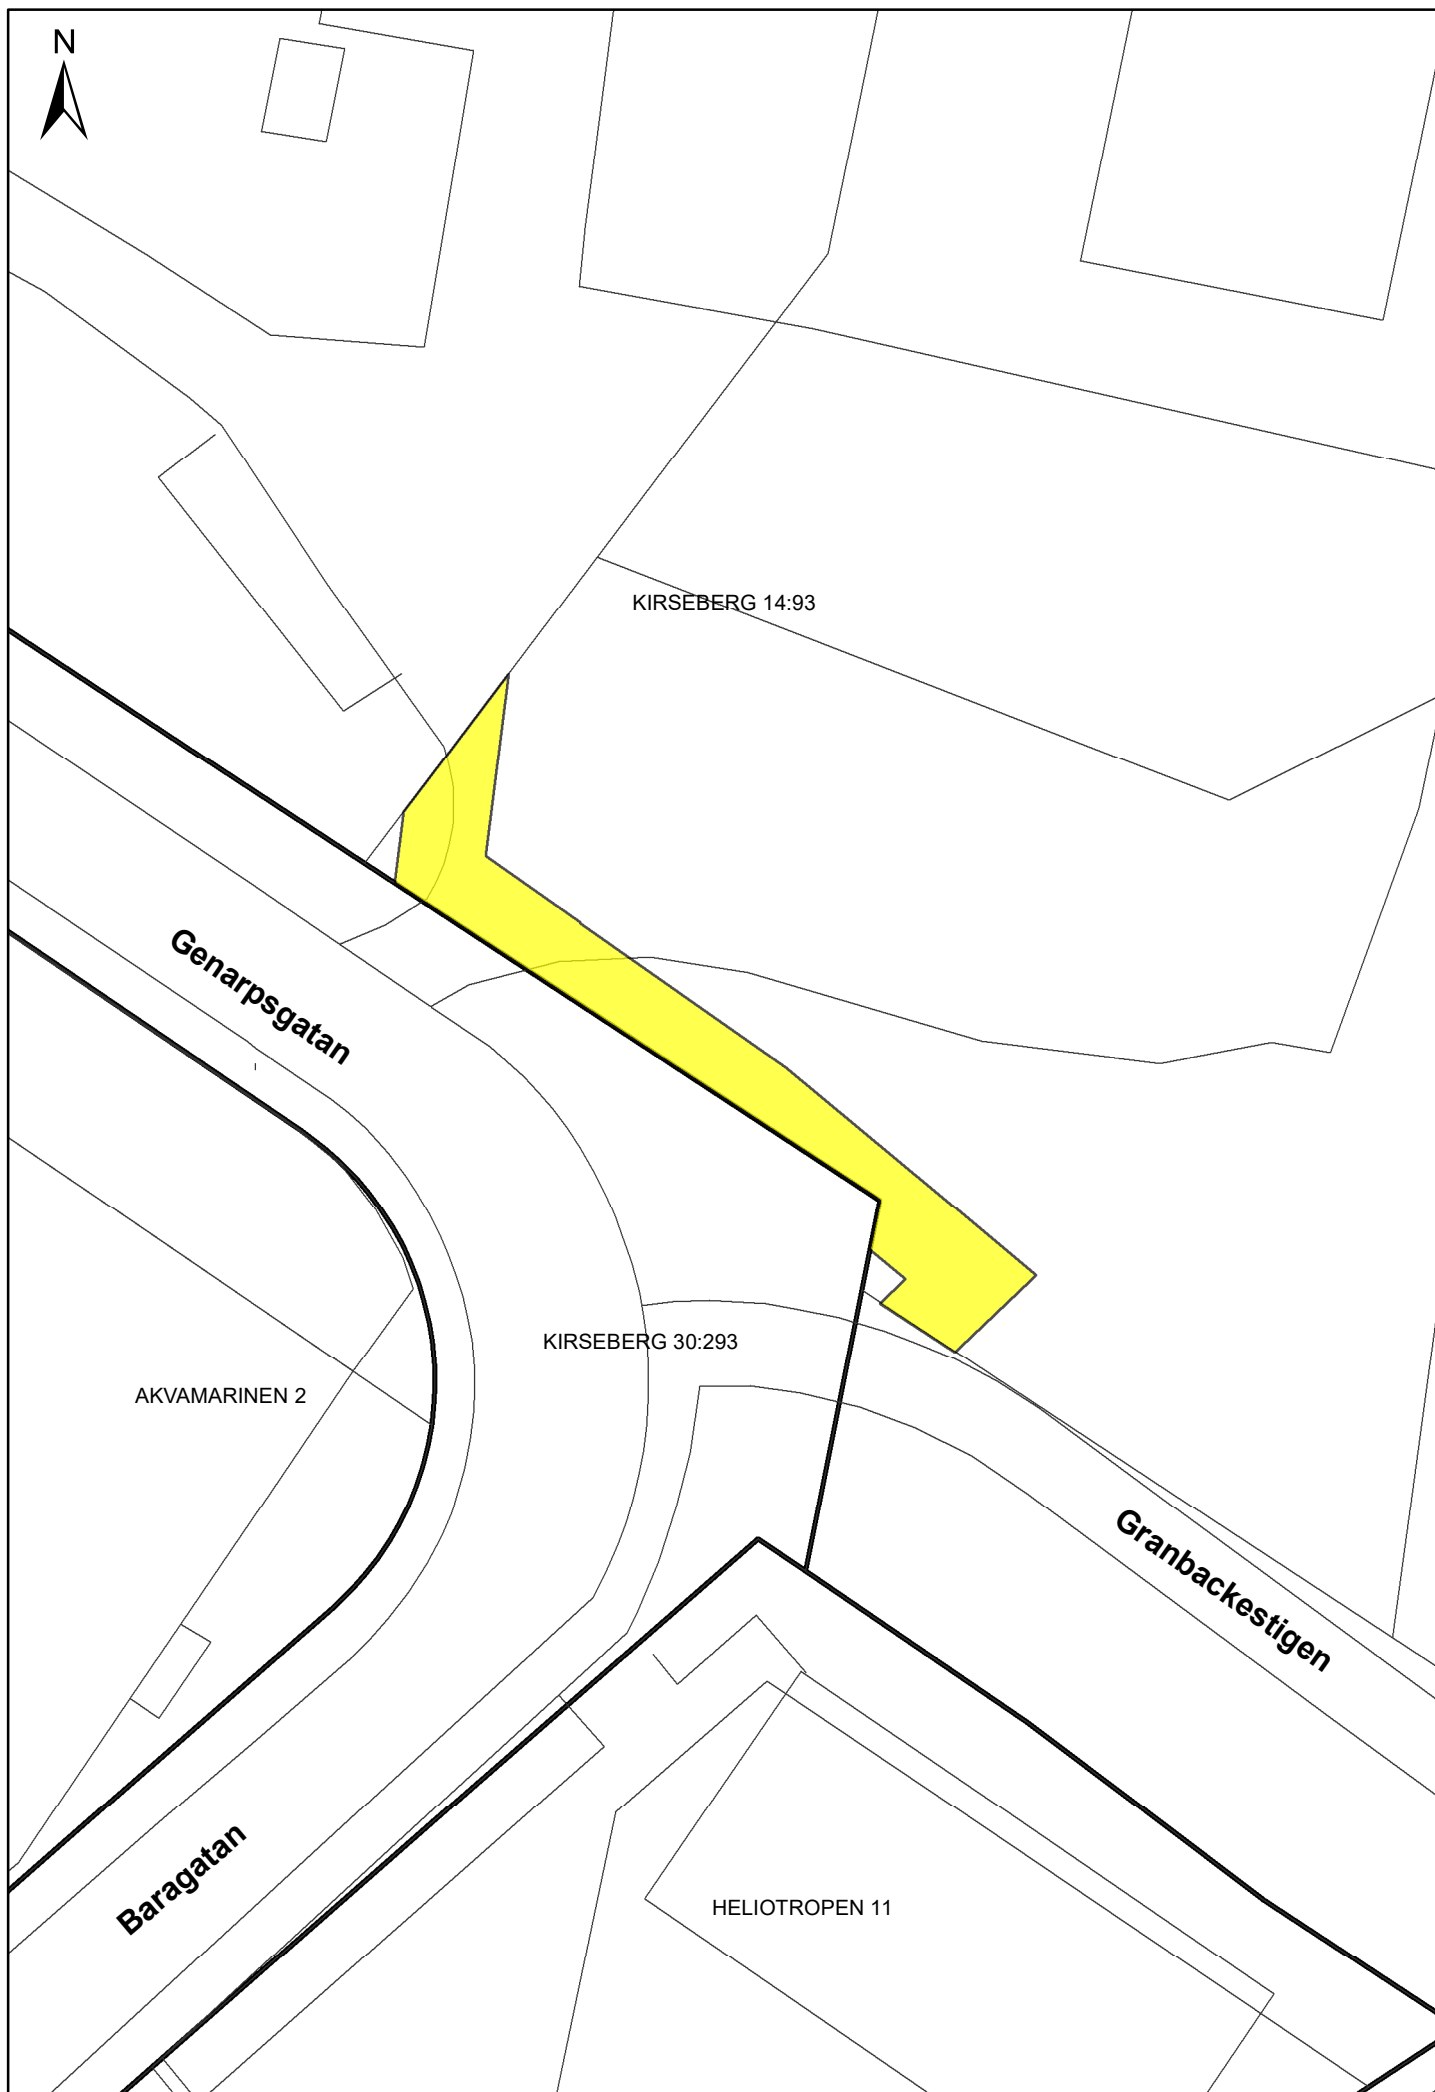 N
KIRSEBERG 14:93
Genarpsgatan
KIRSEBERG 30:293
AKVAMARINEN 2
Granbackestigen
Baragatan
HELIOTROPEN 11